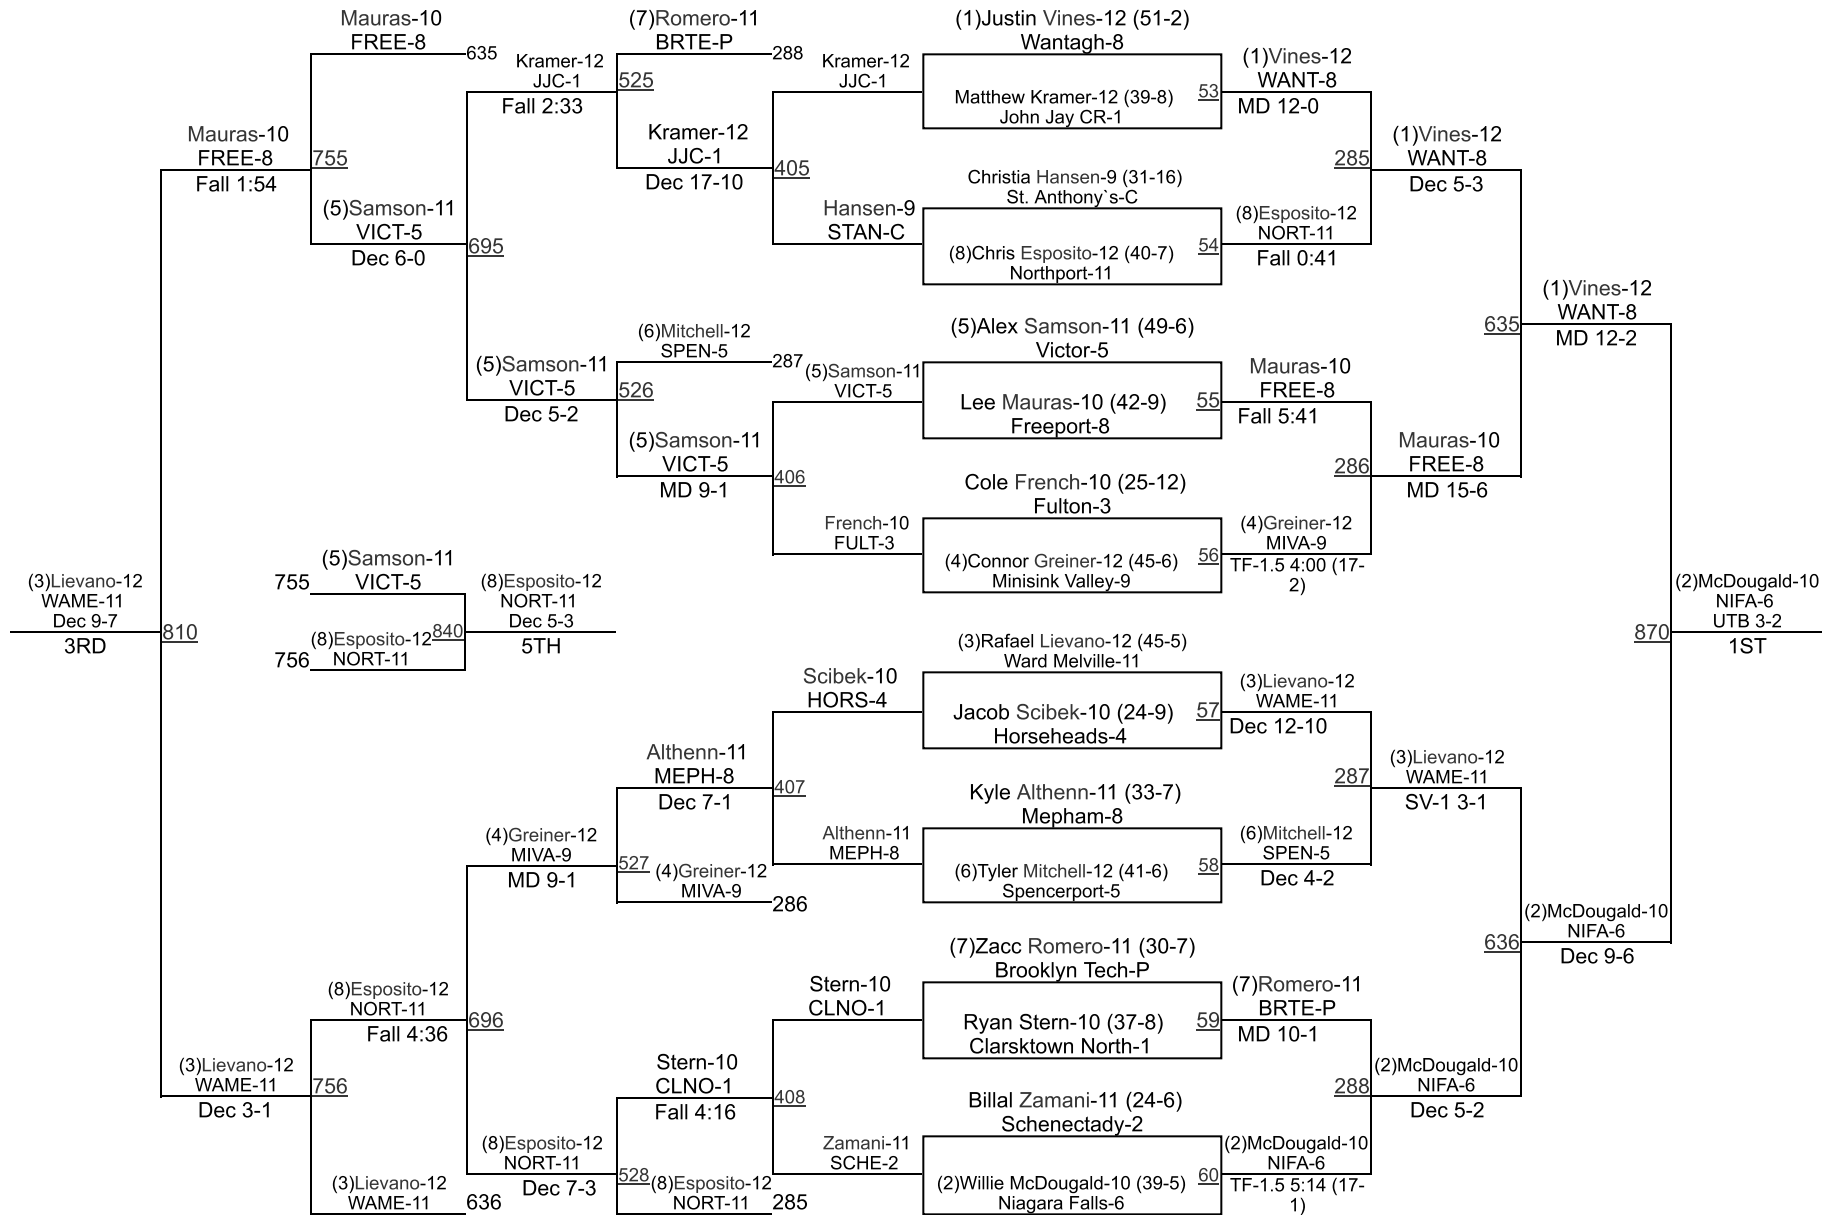 Mauras-10
FREE-8
635
(7)Romero-11
BRTE-P
288
(1)Justin Vines-12 (51-2)
Wantagh-8
Kramer-12
JJC-1
Fall 2:33
525
Kramer-12
JJC-1
Matthew Kramer-12 (39-8)
John Jay CR-1
53
(1)Vines-12
WANT-8
MD 12-0
Mauras-10
FREE-8
Fall 1:54
755
Kramer-12
JJC-1
Dec 17-10
405
(1)Vines-12
WANT-8
Dec 5-3
285
(5)Samson-11
VICT-5
Dec 6-0
695
Hansen-9
STAN-C
Christia Hansen-9 (31-16)
St. Anthony`s-C
(8)Chris Esposito-12 (40-7)
Northport-11
54
(8)Esposito-12
NORT-11
Fall 0:41
(1)Vines-12
WANT-8
MD 12-2
635
(6)Mitchell-12
SPEN-5
287
(5)Alex Samson-11 (49-6)
Victor-5
(5)Samson-11
VICT-5
Dec 5-2
526
(5)Samson-11
VICT-5
Lee Mauras-10 (42-9)
Freeport-8
55
Mauras-10
FREE-8
Fall 5:41
(5)Samson-11
VICT-5
MD 9-1
406
286
Mauras-10
FREE-8
MD 15-6
Cole French-10 (25-12)
Fulton-3
French-10
FULT-3
(4)Connor Greiner-12 (45-6)
Minisink Valley-9
56
(4)Greiner-12
MIVA-9
TF-1.5 4:00 (17-
2)
(3)Lievano-12
WAME-11
Dec 9-7
3RD
810
755
(5)Samson-11
VICT-5
756
(8)Esposito-12
NORT-11
840
(8)Esposito-12
NORT-11
Dec 5-3
5TH
870
(2)McDougald-10
NIFA-6
UTB 3-2
1ST
(3)Rafael Lievano-12 (45-5)
Ward Melville-11
Scibek-10
HORS-4
Jacob Scibek-10 (24-9)
Horseheads-4
57
(3)Lievano-12
WAME-11
Dec 12-10
Althenn-11
MEPH-8
Dec 7-1
407
287
(3)Lievano-12
WAME-11
SV-1 3-1
Kyle Althenn-11 (33-7)
Mepham-8
(4)Greiner-12
MIVA-9
MD 9-1
527
(4)Greiner-12
MIVA-9
286
Althenn-11
MEPH-8
(6)Tyler Mitchell-12 (41-6)
Spencerport-5
58
(6)Mitchell-12
SPEN-5
Dec 4-2
636
(2)McDougald-10
NIFA-6
Dec 9-6
(7)Zacc Romero-11 (30-7)
Brooklyn Tech-P
(8)Esposito-12
NORT-11
Fall 4:36
696
Stern-10
CLNO-1
Ryan Stern-10 (37-8)
Clarsktown North-1
59
(7)Romero-11
BRTE-P
MD 10-1
(3)Lievano-12
WAME-11
Dec 3-1
756
Stern-10
CLNO-1
Fall 4:16
408
288
(2)McDougald-10
NIFA-6
Dec 5-2
Billal Zamani-11 (24-6)
Schenectady-2
(3)Lievano-12
WAME-11
636
(8)Esposito-12
NORT-11
Dec 7-3
528
(8)Esposito-12
NORT-11
285
Zamani-11
SCHE-2
(2)Willie McDougald-10 (39-5)
Niagara Falls-6
60
(2)McDougald-10
NIFA-6
TF-1.5 5:14 (17-
1)